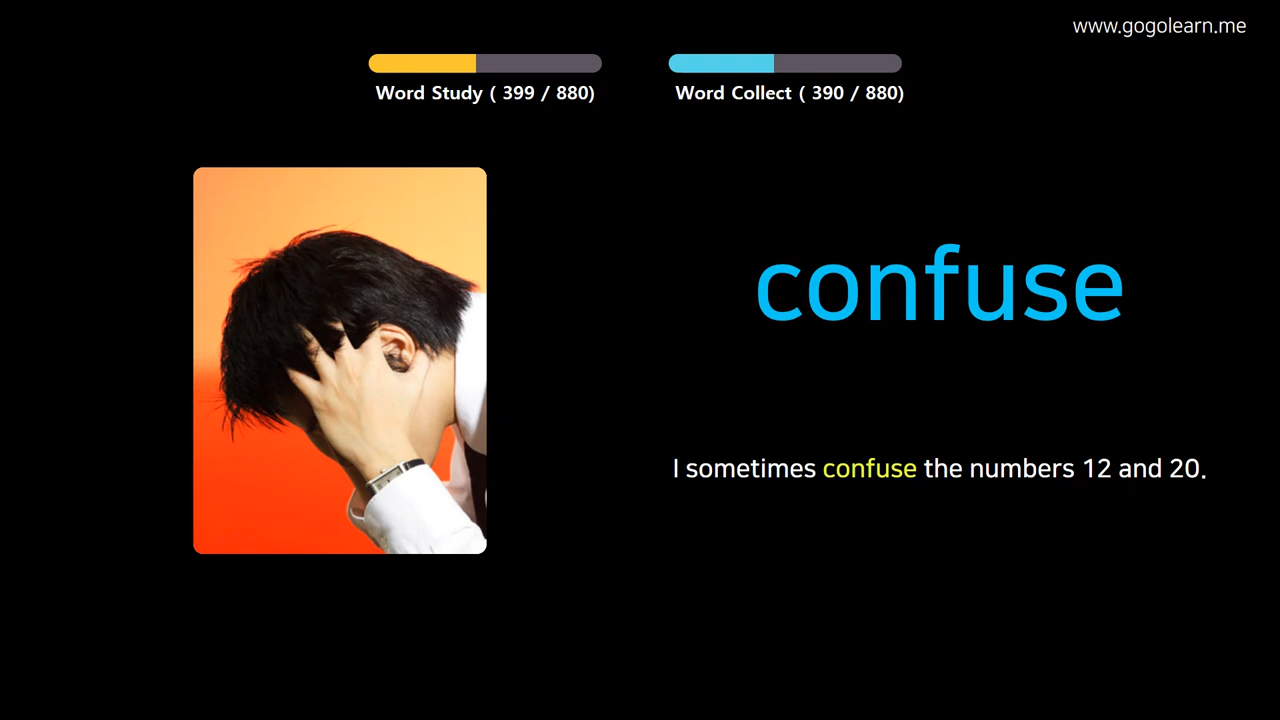 www.gogolearn.me
Word Study ( 399 / 880)
Word Collect ( 390 / 880)
confuse
I sometimes confuse the numbers 12 and 20.